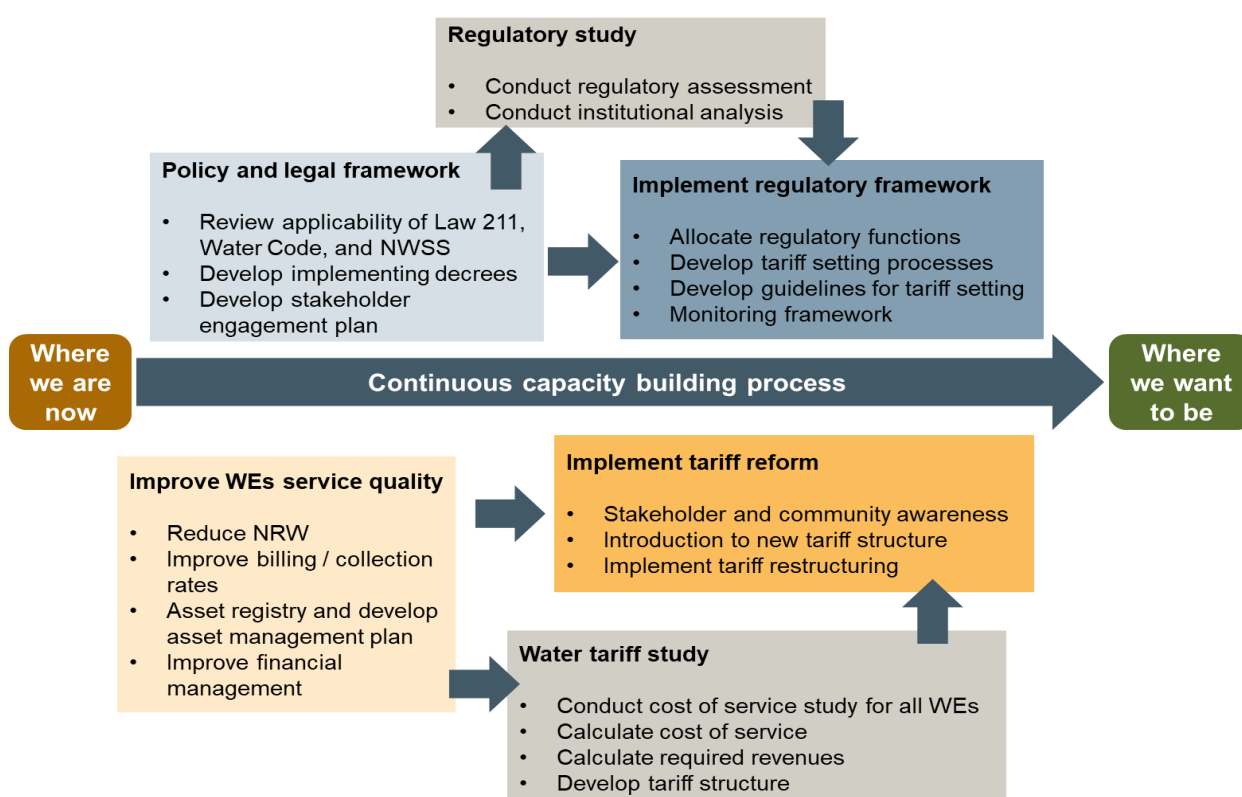 Regulatory study
• Conduct regulatory assessment
• Conduct institutional analysis
Policy and legal framework
• Review applicability of Law 211,
Water Code, and NWSS
• Develop implementing decrees
• Develop stakeholder
engagement plan
Implement regulatory framework
• Allocate regulatory functions
• Develop tariff setting processes
• Develop guidelines for tariff setting
• Monitoring framework
Where
we are
now
Continuous capacity building process
Where
we want
to be
Improve WEs service quality
• Reduce NRW
• Improve billing / collection
rates
• Asset registry and develop
asset management plan
• Improve financial
management
Implement tariff reform
• Stakeholder and community awareness
• Introduction to new tariff structure
• Implement tariff restructuring
Water tariff study
• Conduct cost of service study for all WEs
• Calculate cost of service
• Calculate required revenues
• Develop tariff structure